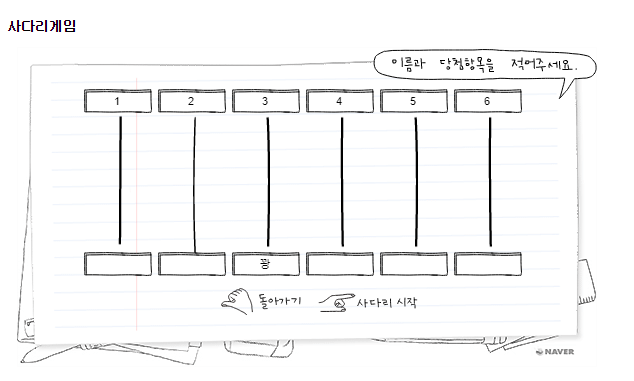 사다리게임
이름과 당첨항목을 적어주세요.
1 2 3 4 5 6
꽝
돌아가기 사다리 시작
NAVER